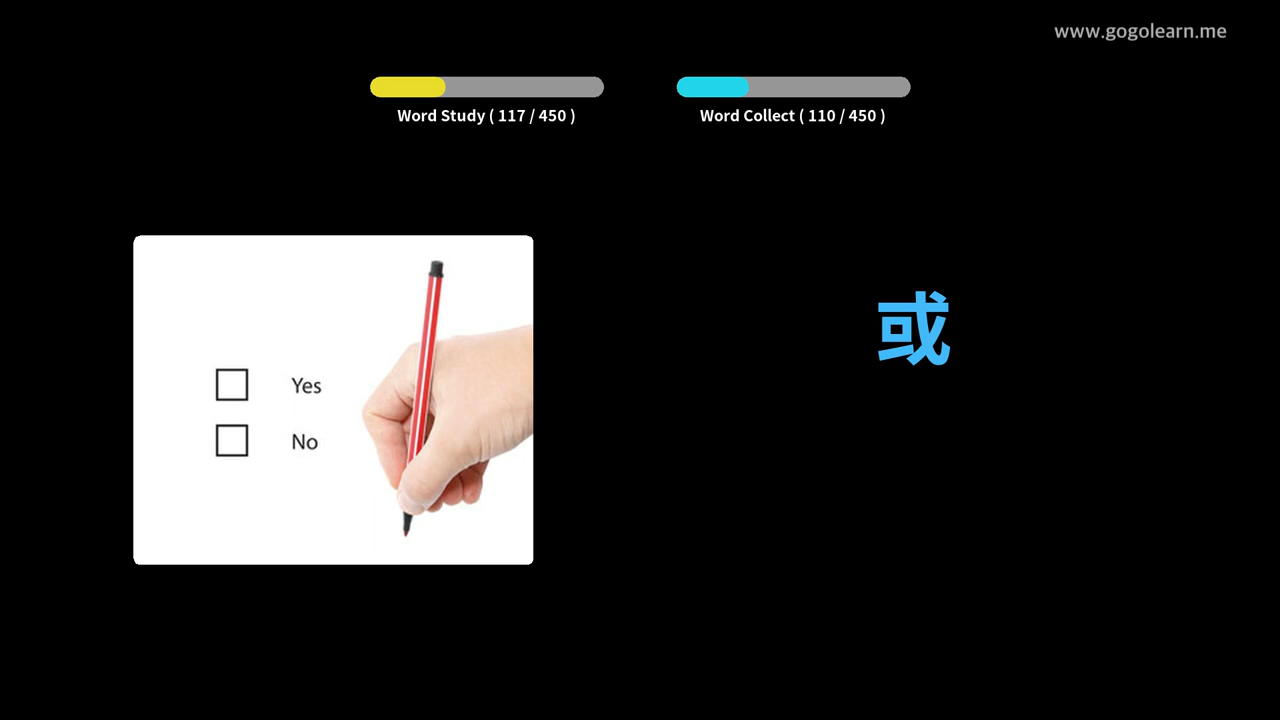 www.gogolearn.me
Word Study ( 117 / 450 )
Word Collect ( 110 / 450 )
Yes
No
或